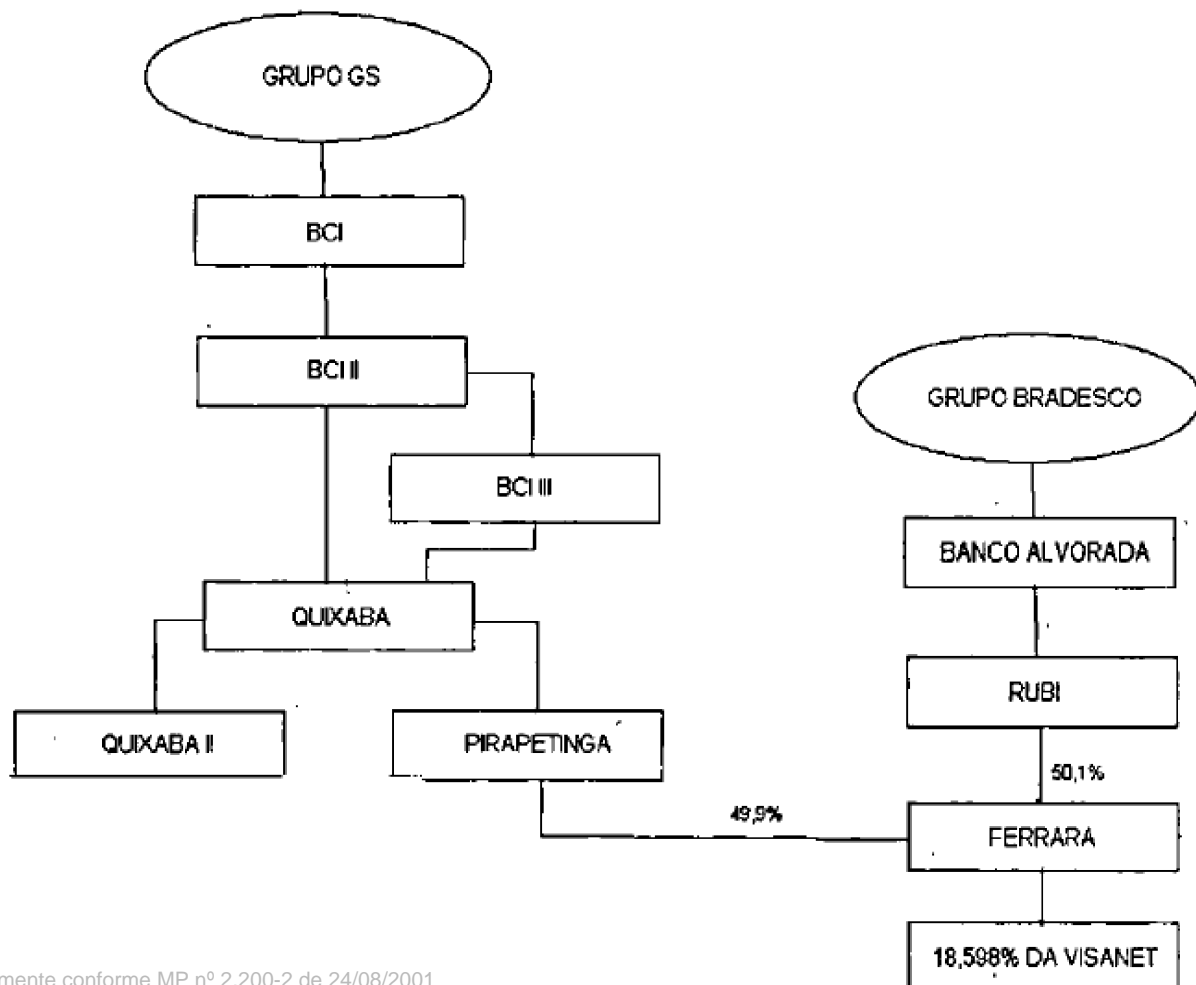 GRUPO GS
BCI
BCI II
GRUPO BRADESCO
BCI III
BANCO ALVORADA
QUIXABA
RUBI
QUIXABA II
PIRAPETINGA
50,1%
49,9%
FERRARA
18,598% DA VISANET
mente conforme MP nº 2.200-2 de 24/08/2001